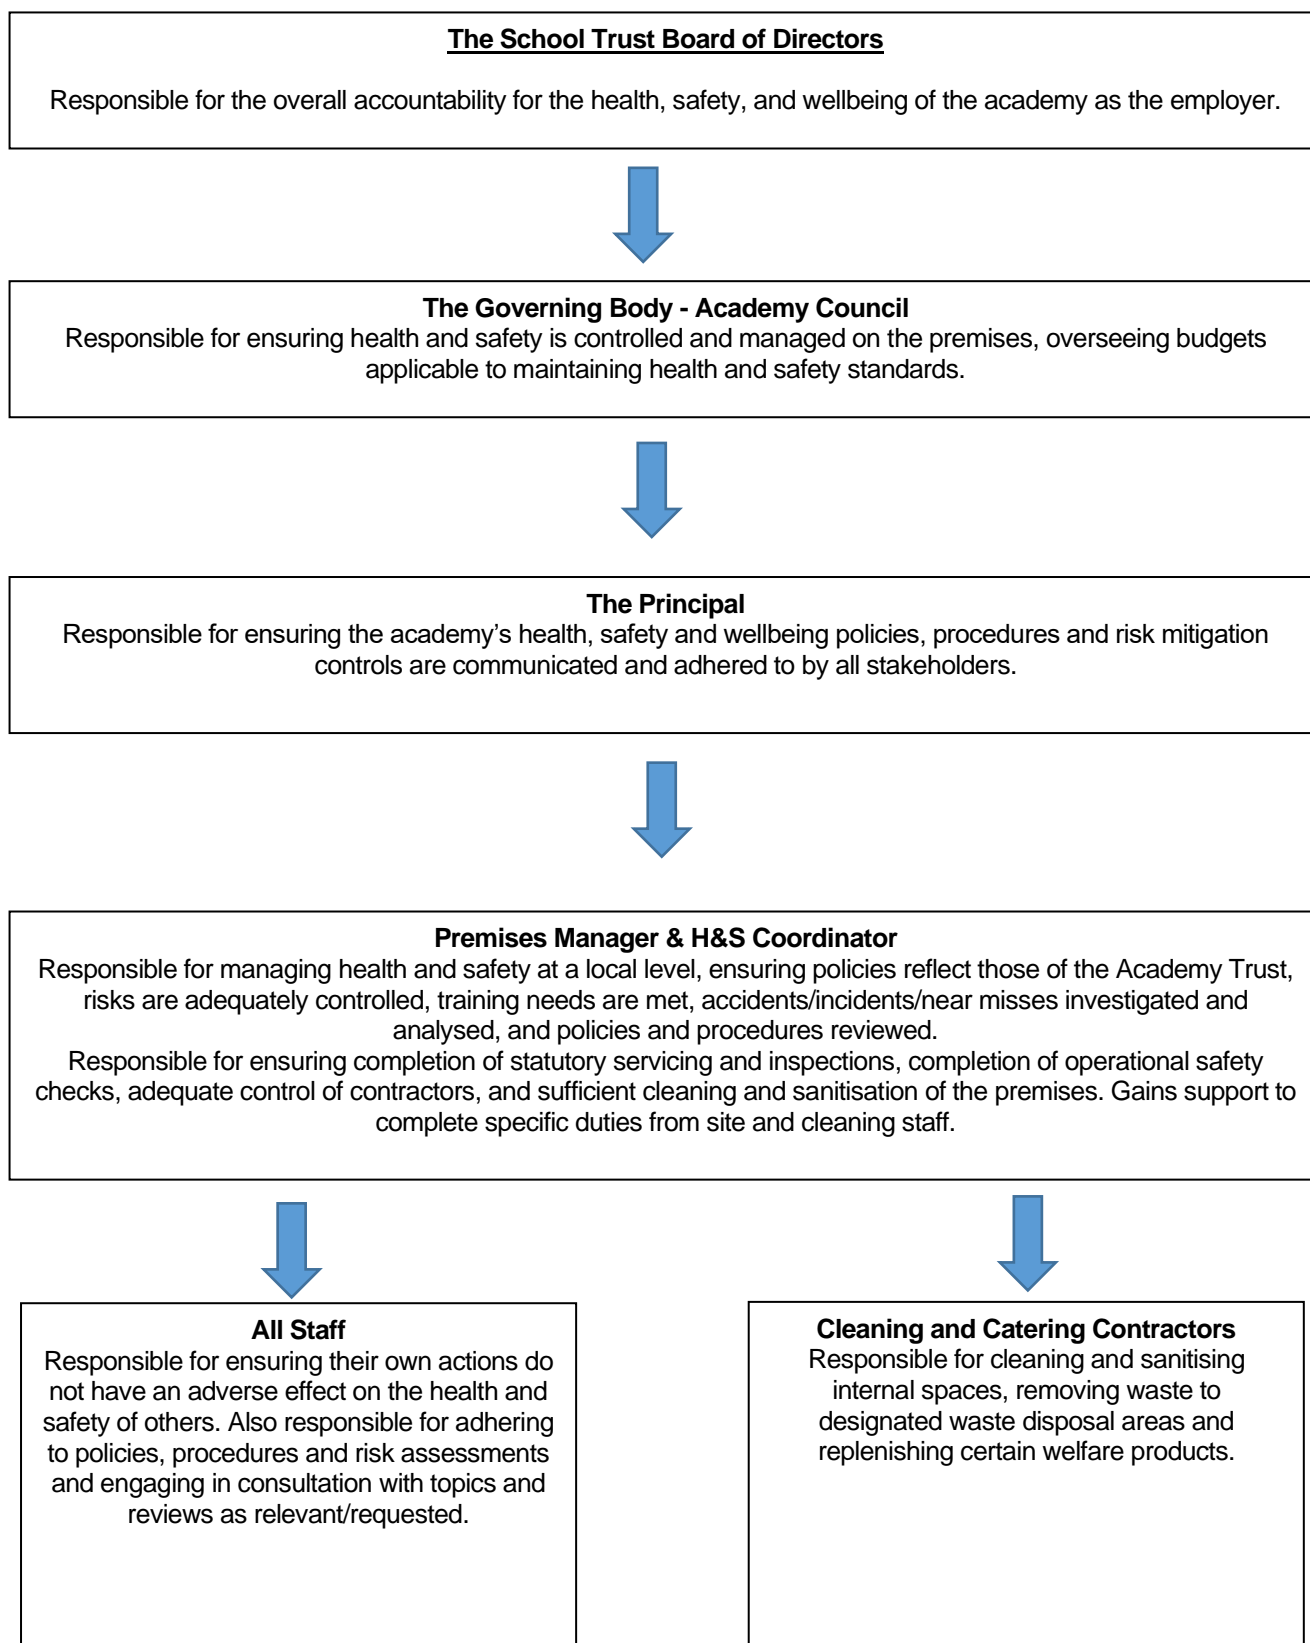 The School Trust Board of Directors
Responsible for the overall accountability for the health, safety, and wellbeing of the academy as the employer.
The Governing Body - Academy Council
Responsible for ensuring health and safety is controlled and managed on the premises, overseeing budgets
applicable to maintaining health and safety standards.
The Principal
Responsible for ensuring the academy’s health, safety and wellbeing policies, procedures and risk mitigation
controls are communicated and adhered to by all stakeholders.
Premises Manager & H&S Coordinator
Responsible for managing health and safety at a local level, ensuring policies reflect those of the Academy Trust,
risks are adequately controlled, training needs are met, accidents/incidents/near misses investigated and
analysed, and policies and procedures reviewed.
Responsible for ensuring completion of statutory servicing and inspections, completion of operational safety
checks, adequate control of contractors, and sufficient cleaning and sanitisation of the premises. Gains support to
complete specific duties from site and cleaning staff.
All Staff
Responsible for ensuring their own actions do
not have an adverse effect on the health and
safety of others. Also responsible for adhering
to policies, procedures and risk assessments
and engaging in consultation with topics and
reviews as relevant/requested.
Cleaning and Catering Contractors
Responsible for cleaning and sanitising
internal spaces, removing waste to
designated waste disposal areas and
replenishing certain welfare products.